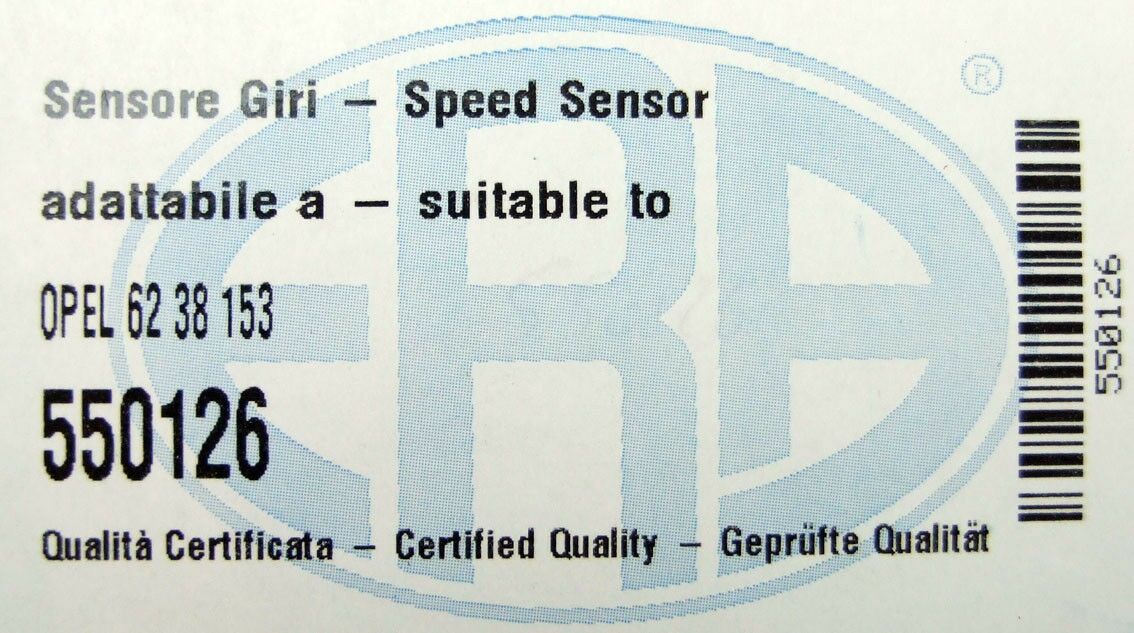 Sensore Giri – Speed Sensor
adattabile a – suitable to
OPEL 62 38 153
550126
Qualità Certificata – Certified Quality – Geprüfte Qualität
ERA
®
550126